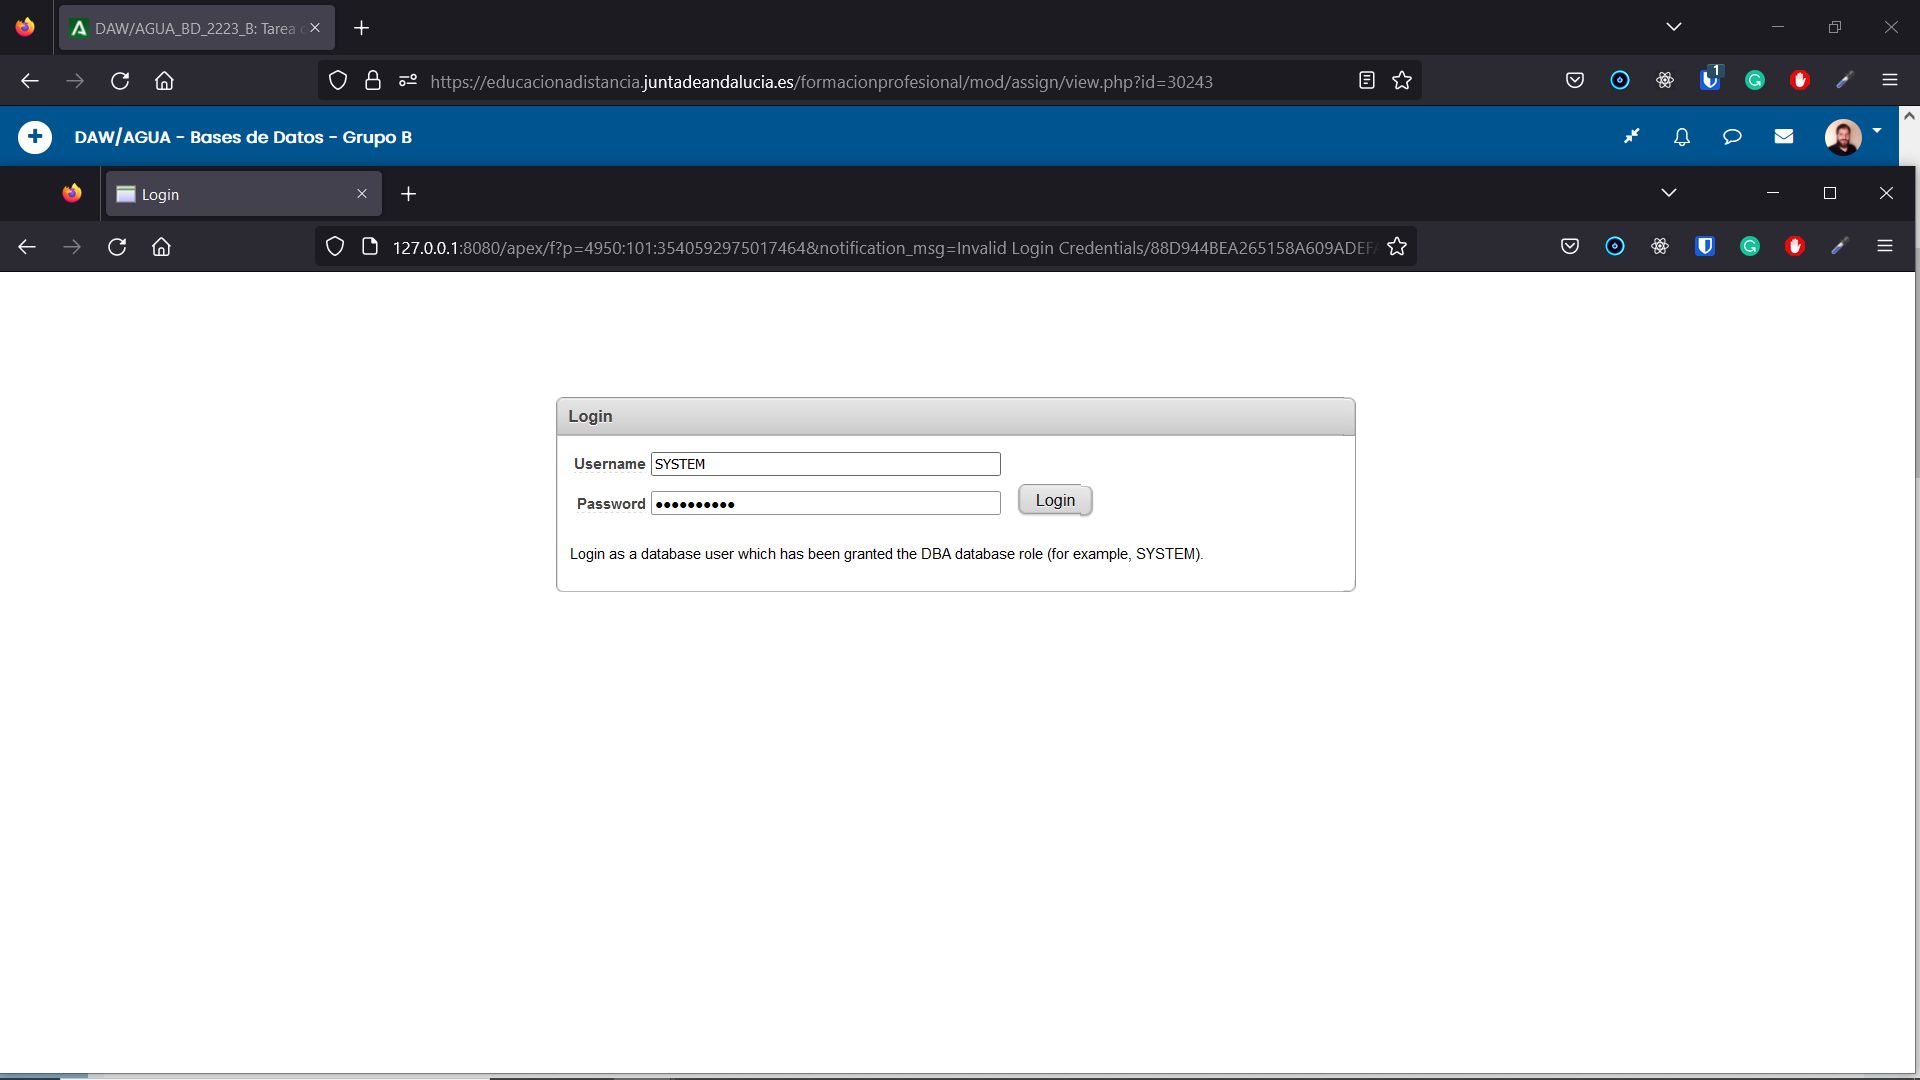 DAW/AGUA_BD_2223_B: Tarea
https://educacionadistancia.juntadeandalucia.es/formacionprofesional/mod/assign/view.php?id=30243
1
DAW/AGUA - Bases de Datos - Grupo B
Login
127.0.0.1:8080/apex/f?p=4950:101:3540592975017464&notification_msg=Invalid Login Credentials/88D944BEA265158A609ADEF
Login
Username SYSTEM
Password
Login
Login as a database user which has been granted the DBA database role (for example, SYSTEM).